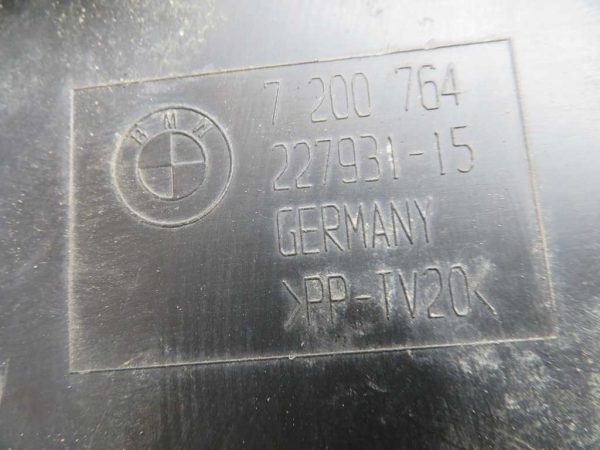 BMW
7 200 764
227931-15
GERMANY
>PP-TV20<